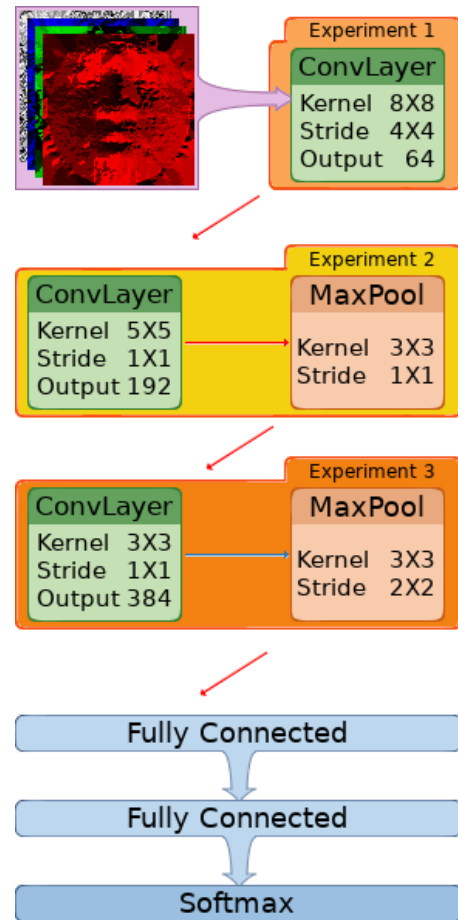 Experiment 1
ConvLayer
Kernel 8X8
Stride 4X4
Output 64
Experiment 2
ConvLayer
Kernel 5X5
Stride 1X1
Output 192
MaxPool
Kernel 3X3
Stride 1X1
Experiment 3
ConvLayer
Kernel 3X3
Stride 1X1
Output 384
MaxPool
Kernel 3X3
Stride 2X2
Fully Connected
Fully Connected
Softmax